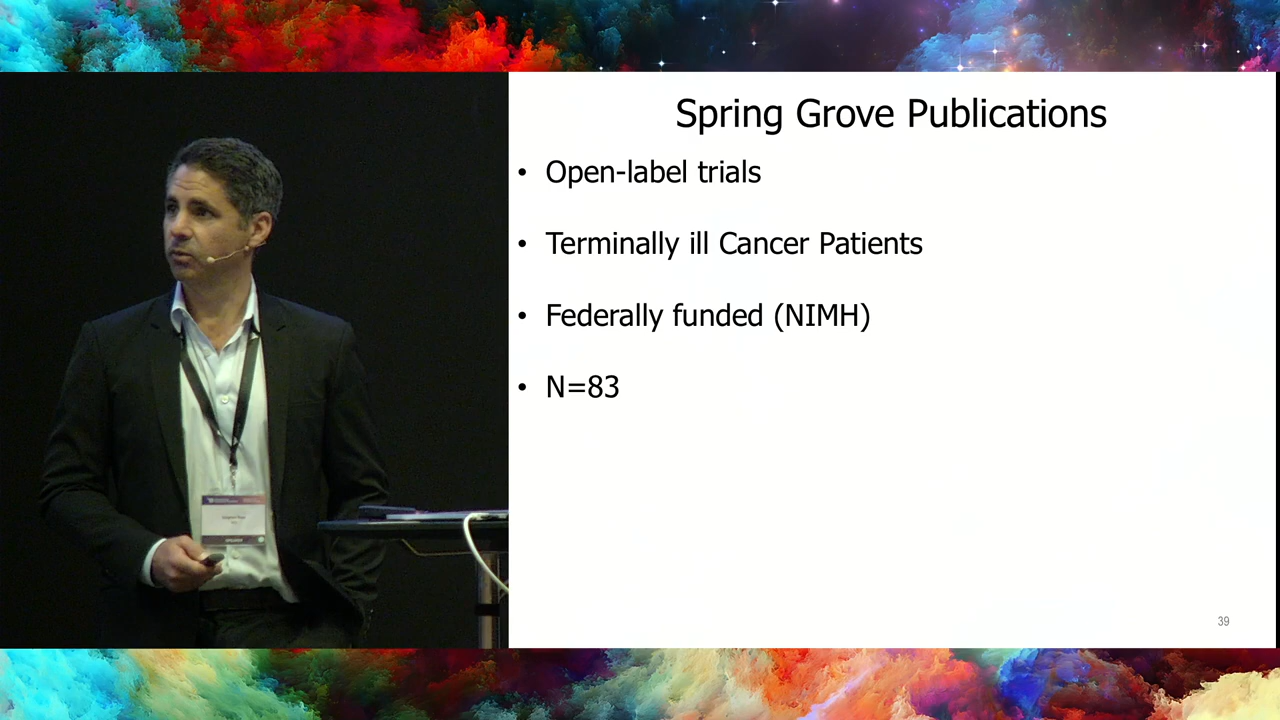 Spring Grove Publications
• Open-label trials
• Terminally ill Cancer Patients
• Federally funded (NIMH)
• N=83
39